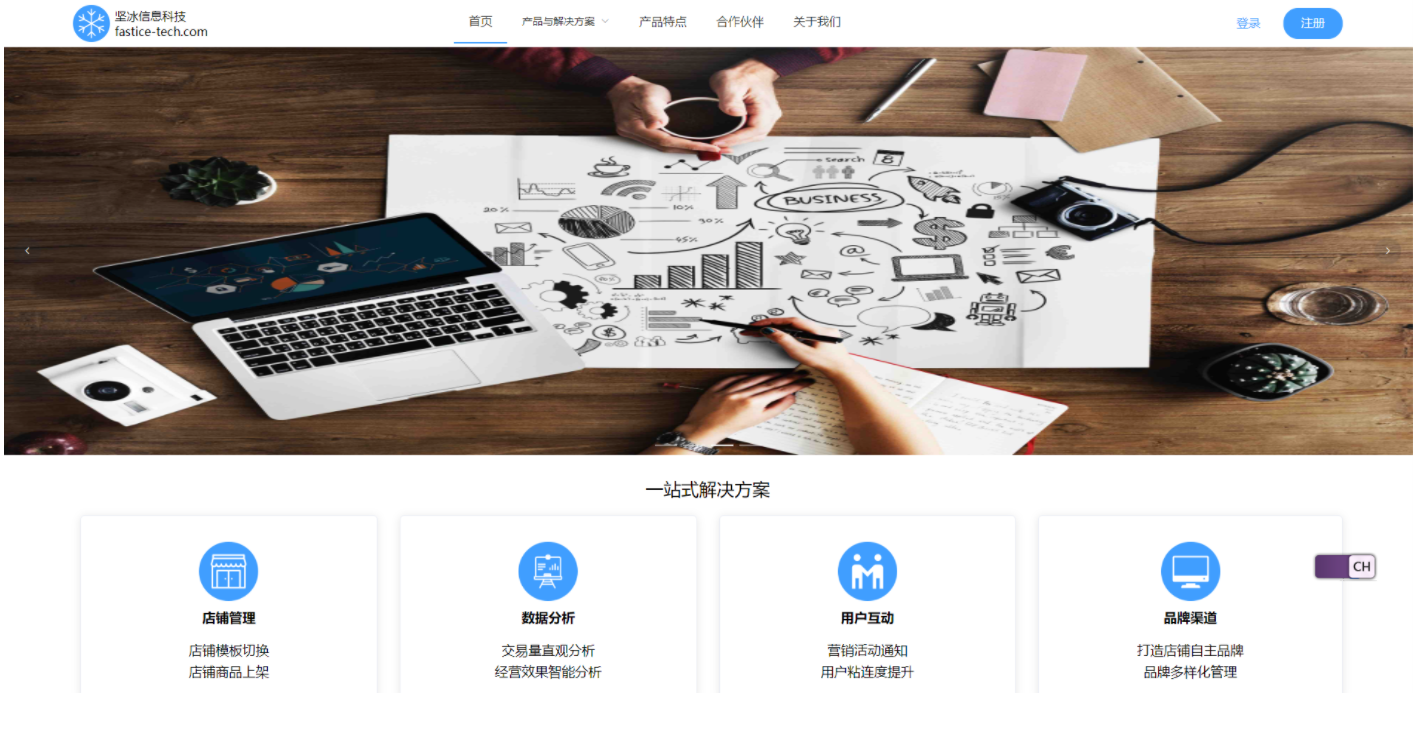 坚冰信息科技
fastice-tech.com
首页
产品与解决方案
产品特点
合作伙伴
关于我们
登录
注册
search
8
BUSINESS
20%
10%
30%
45%
@
一站式解决方案
店铺管理
店铺模板切换
店铺商品上架
数据分析
交易量直观分析
经营效果智能分析
用户互动
营销活动通知
用户粘连度提升
品牌渠道
打造店铺自主品牌
品牌多样化管理
CH